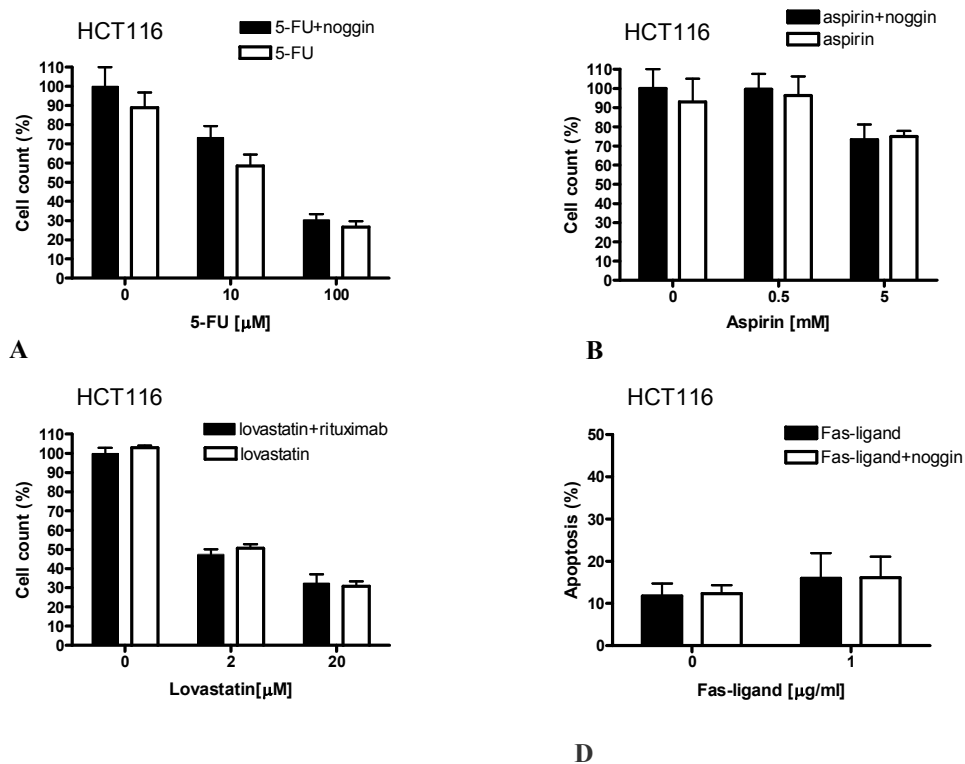 HCT116
5-FU+noggin
5-FU
Cell count (%)
110
100
90
80
70
60
50
40
30
20
10
0
0 10 100
5-FU [µM]
A
HCT116
aspirin+noggin
aspirin
Cell count (%)
110
100
90
80
70
60
50
40
30
20
10
0
0 0.5 5
Aspirin [mM]
B
HCT116
lovastatin+rituximab
lovastatin
Cell count (%)
110
100
90
80
70
60
50
40
30
20
10
0
0 2 20
Lovastatin[µM]
HCT116
Fas-ligand
Fas-ligand+noggin
Apoptosis (%)
50
40
30
20
10
0
0 1
Fas-ligand [µg/ml]
D